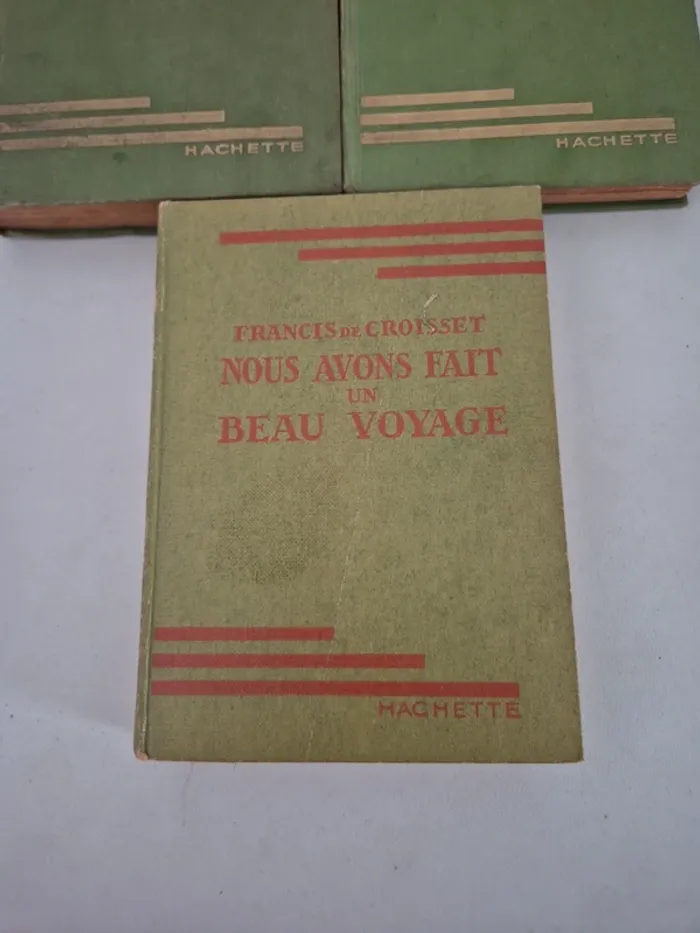 HACHETTE
HACHETTE
FRANCIS DE CROISSET
NOUS AVONS FAIT
UN
BEAU VOYAGE
HACHETTE